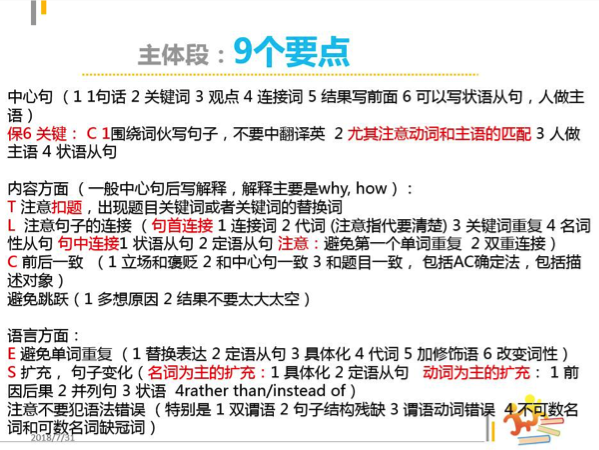 主体段：9个要点
中心句 （1 1句话 2 关键词 3 观点 4 连接词 5 结果写前面 6 可以写状语从句，人做主
语）
保6 关键： C 1围绕词伙写句子，不要中翻译英  2 尤其注意动词和主语的匹配 3 人做
主语 4 状语从句
内容方面 （一般中心句后写解释，解释主要是why, how ）：
T 注意扣题，出现题目关键词或者关键词的替换词
L  注意句子的连接 （句首连接 1 连接词 2 代词 (注意指代要清楚) 3 关键词重复 4 名词
性从句 句中连接1 状语从句 2 定语从句 注意：避免第一个单词重复  2 双重连接 ）
C 前后一致 （1 立场和褒贬 2 和中心句一致 3 和题目一致 ，包括AC确定法，包括描
述对象）
避免跳跃（1 多想原因 2 结果不要太大太空）
语言方面：
E 避免单词重复 （1 替换表达 2 定语从句 3 具体化 4 代词 5 加修饰语 6 改变词性 ）
S 扩充 ，句子变化（名词为主的扩充：1 具体化 2 定语从句   动词为主的扩充： 1 前
因后果 2 并列句 3 状语  4rather than/instead of ）
注意不要犯语法错误 （特别是 1 双谓语 2 句子结构残缺 3 谓语动词错误  4 不可数名
词和可数名词缺冠词 ）
2018/7/31